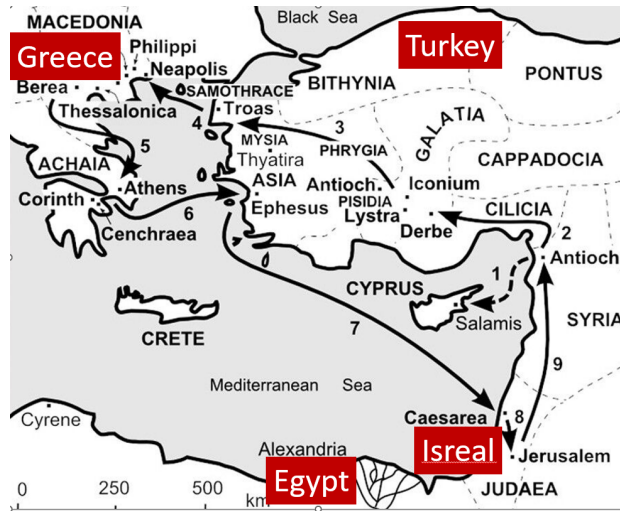 Black Sea
MACEDONIA
Greece
Turkey
Philippi
Neapolis
Berea
SAMOTHRACE
BITHYNIA
PONTUS
Thessalonica
Troas
4
3
5
MYSIA
Thyatira
PHRYGIA
GALATIA
CAPPADOCIA
ACHAIA
Athens
ASIA
Antioch
PISIDIA
Iconium
Corinth
6
Ephesus
Lystra
CILICIA
Cenchraea
Derbe
2
Antioch
1
CYPRUS
Salamis
SYRIA
7
CRETE
9
Mediterranean Sea
Cyrene
Caesarea
8
Isreal
Alexandria
Jerusalem
Egypt
JUDAEA
0
250
500
km